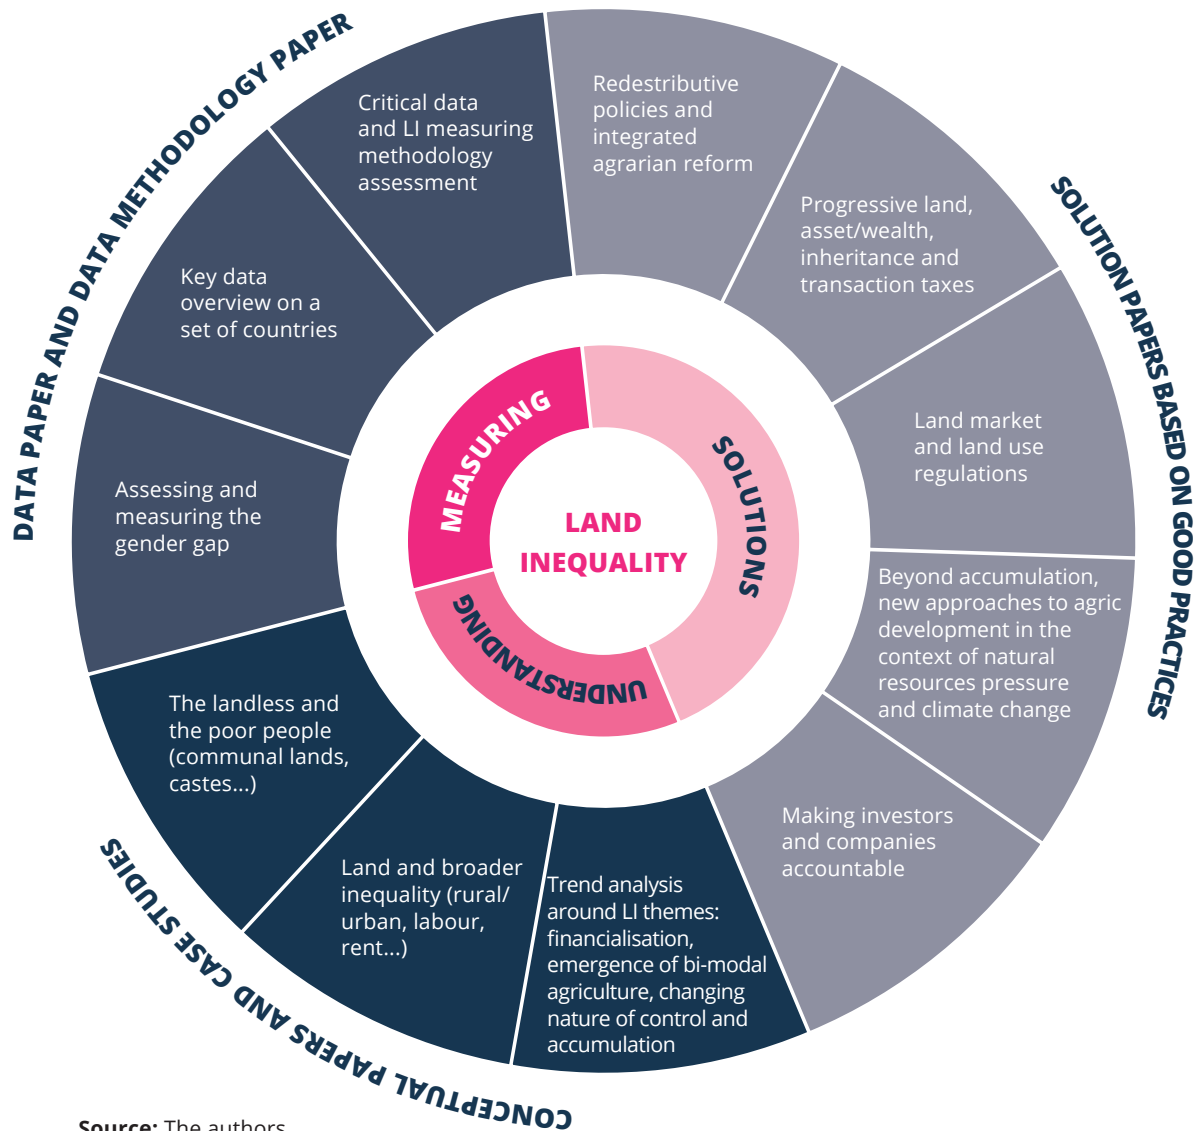 DATA PAPER AND DATA METHODOLOGY PAPER
Critical data
and LI measuring
methodology
assessment
Key data
overview on a
set of countries
Assessing and
measuring the
gender gap
Redestributive
policies and
integrated
agrarian reform
Progressive land,
asset/wealth,
inheritance and
transaction taxes
Land market
and land use
regulations
Beyond accumulation,
new approaches to agric
development in the
context of natural
resources pressure
and climate change
Making investors
and companies
accountable
SOLUTION PAPERS BASED ON GOOD PRACTICES
MEASURING
SOLUTIONS
UNDERSTANDING
LAND
INEQUALITY
The landless and
the poor people
(communal lands,
castes...)
Land and broader
inequality (rural/
urban, labour,
rent...)
Trend analysis
around LI themes:
financialisation,
emergence of bi-modal
agriculture, changing
nature of control and
accumulation
CONCEPTUAL PAPERS AND CASE STUDIES
Source: The authors